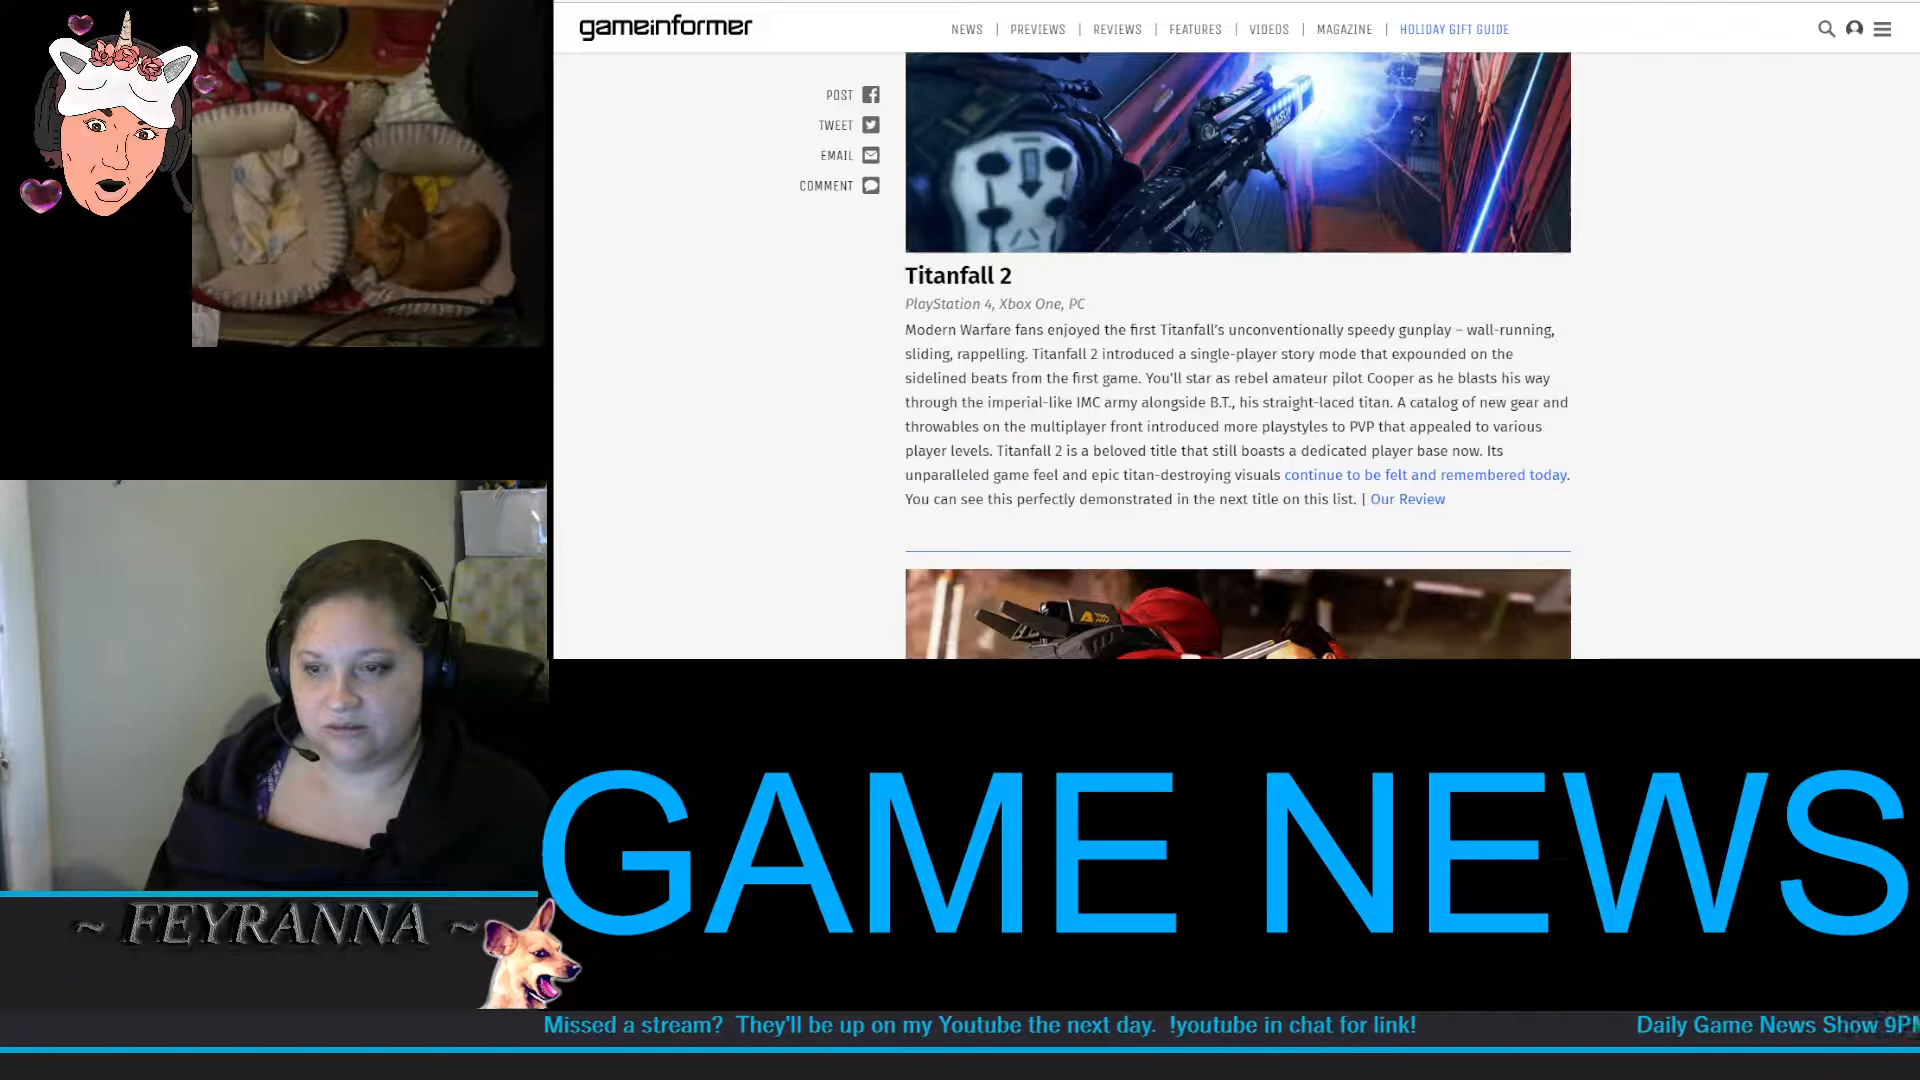 gameinformer
NEWS | PREVIEWS | REVIEWS | FEATURES | VIDEOS | MAGAZINE | HOLIDAY GIFT GUIDE
POST
TWEET
EMAIL
COMMENT
Titanfall 2
PlayStation 4, Xbox One, PC
Modern Warfare fans enjoyed the first Titanfall's unconventionally speedy gunplay – wall-running,
sliding, rappelling. Titanfall 2 introduced a single-player story mode that expounded on the
sidelined beats from the first game. You'll star as rebel amateur pilot Cooper as he blasts his way
through the imperial-like IMC army alongside B.T., his straight-laced titan. A catalog of new gear and
throwables on the multiplayer front introduced more playstyles to PVP that appealed to various
player levels. Titanfall 2 is a beloved title that still boasts a dedicated player base now. Its
unparalleled game feel and epic titan-destroying visuals continue to be felt and remembered today.
You can see this perfectly demonstrated in the next title on this list. | Our Review
GAME NEWS
~ FEYRANNA ~
Missed a stream? They'll be up on my Youtube the next day. !youtube in chat for link!
Daily Game News Show 9PM